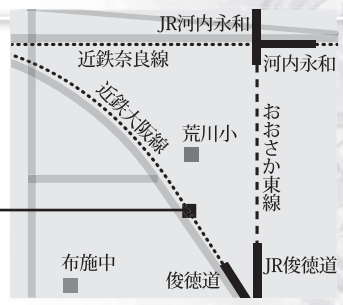 JR河内永和
近鉄奈良線
河内永和
近鉄大阪線
荒川小
おおさか東線
布施中
俊徳道
JR俊徳道